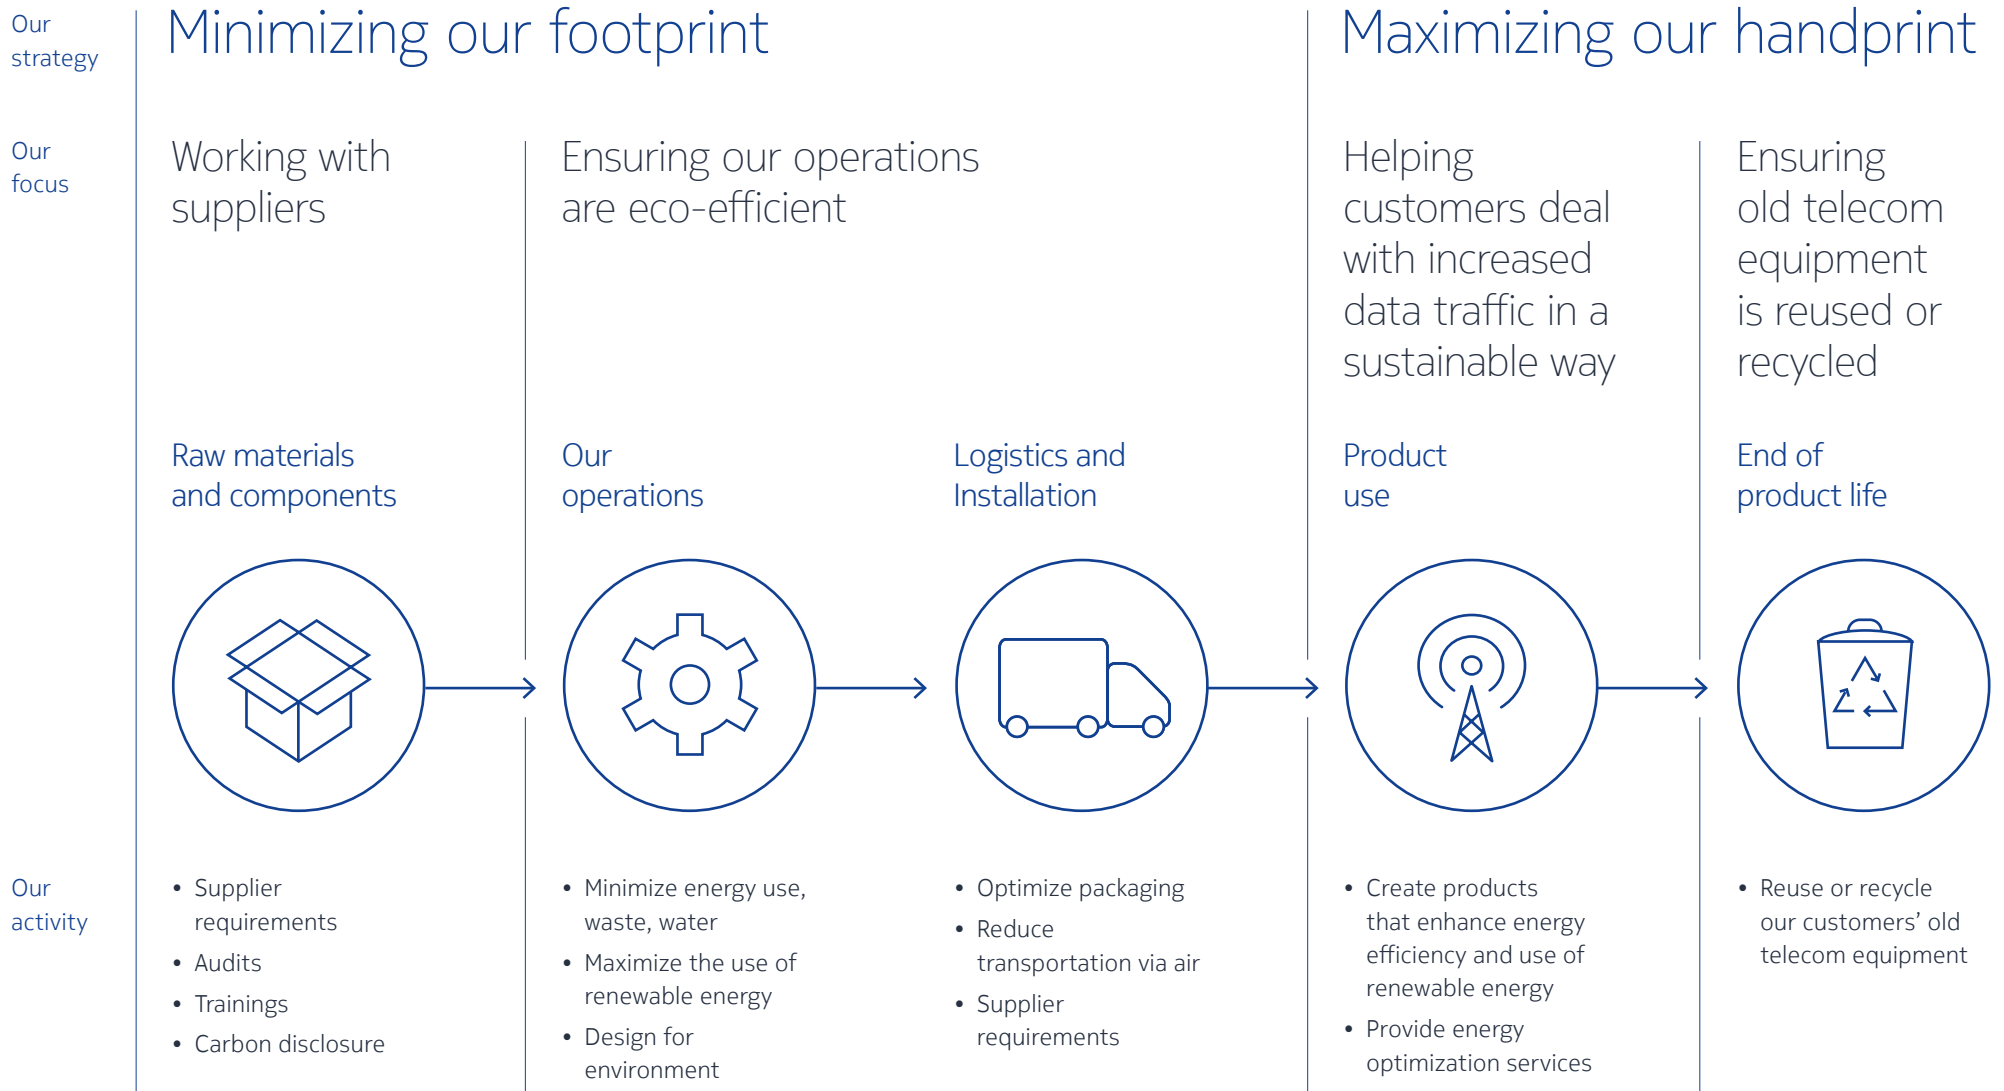 Our
strategy
Minimizing our footprint
Maximizing our handprint
Our
focus
Working with
suppliers
Ensuring our operations
are eco-efficient
Helping
customers deal
with increased
data traffic in a
sustainable way
Ensuring
old telecom
equipment
is reused or
recycled
Raw materials
and components
Our
operations
Logistics and
Installation
Product
use
End of
product life
Our
activity
• Supplier
requirements
• Audits
• Trainings
• Carbon disclosure
• Minimize energy use,
waste, water
• Maximize the use of
renewable energy
• Design for
environment
• Optimize packaging
• Reduce
transportation via air
• Supplier
requirements
• Create products
that enhance energy
efficiency and use of
renewable energy
• Provide energy
optimization services
• Reuse or recycle
our customers’ old
telecom equipment